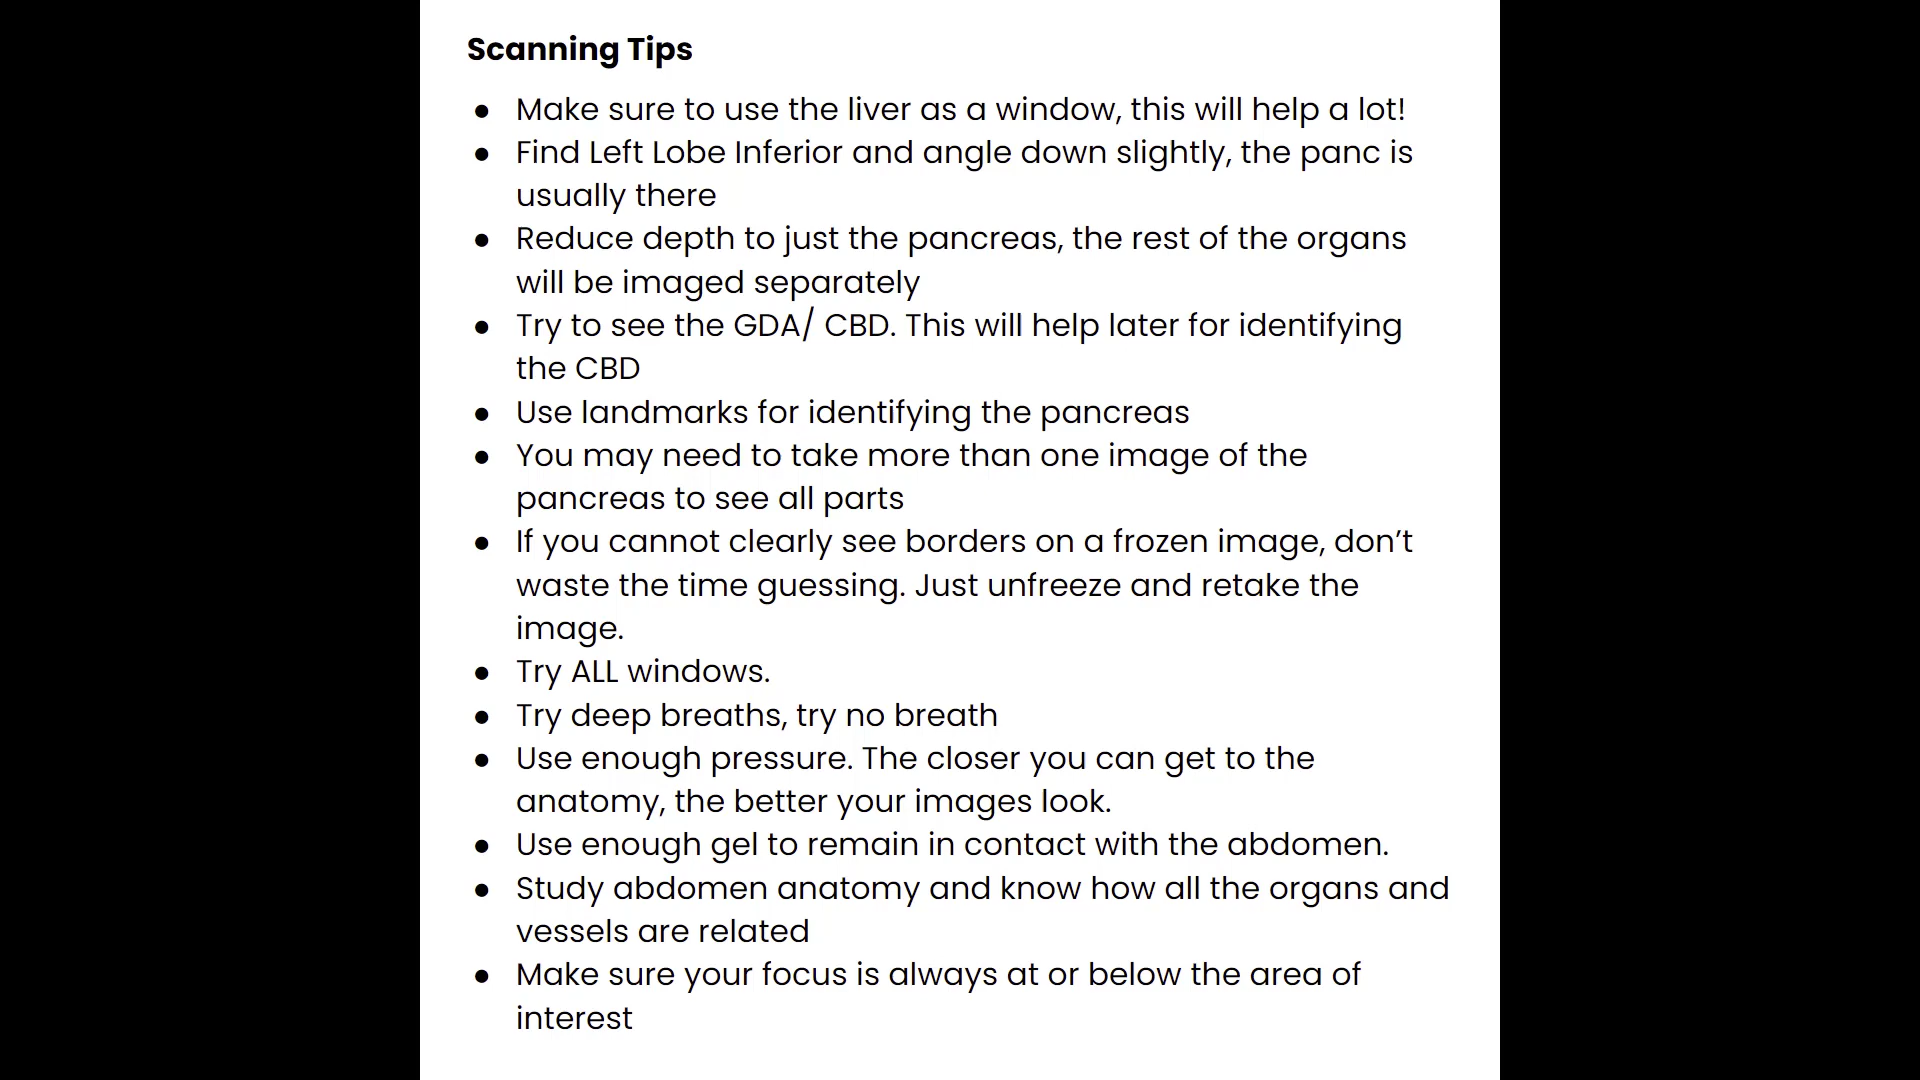 Scanning Tips
● Make sure to use the liver as a window, this will help a lot!
● Find Left Lobe Inferior and angle down slightly, the panc is
usually there
● Reduce depth to just the pancreas, the rest of the organs
will be imaged separately
● Try to see the GDA/ CBD. This will help later for identifying
the CBD
● Use landmarks for identifying the pancreas
● You may need to take more than one image of the
pancreas to see all parts
● If you cannot clearly see borders on a frozen image, don’t
waste the time guessing. Just unfreeze and retake the
image.
● Try ALL windows.
● Try deep breaths, try no breath
● Use enough pressure. The closer you can get to the
anatomy, the better your images look.
● Use enough gel to remain in contact with the abdomen.
● Study abdomen anatomy and know how all the organs and
vessels are related
● Make sure your focus is always at or below the area of
interest